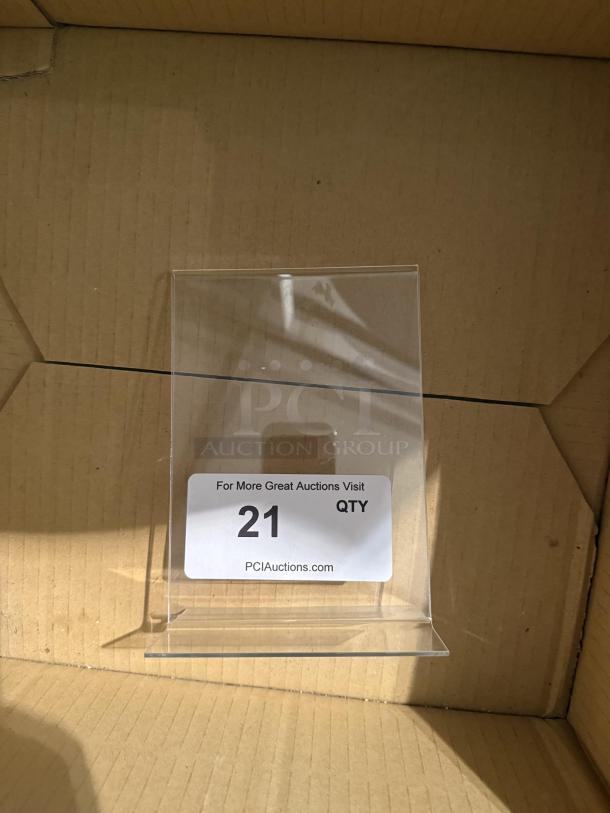 PCI
AUCTION GROUP
For More Great Auctions Visit
21 QTY
PCIAuctions.com